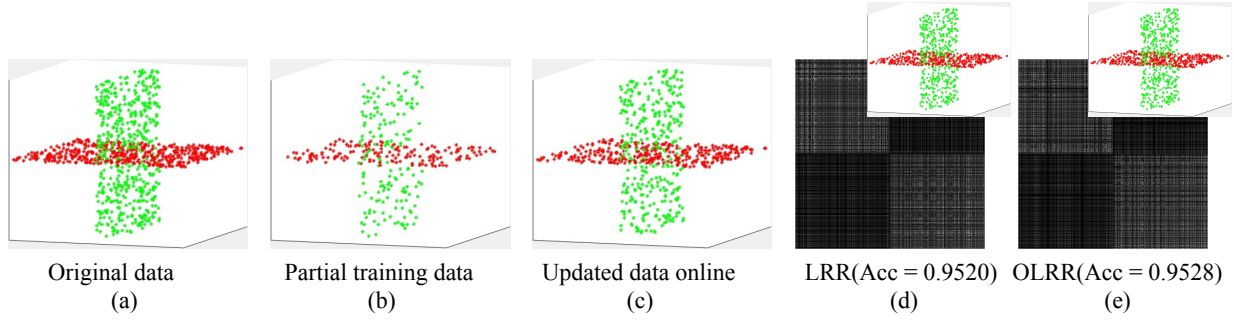 Original data
(a)
Partial training data
(b)
Updated data online
(c)
LRR(Acc = 0.9520)
(d)
OLRR(Acc = 0.9528)
(e)